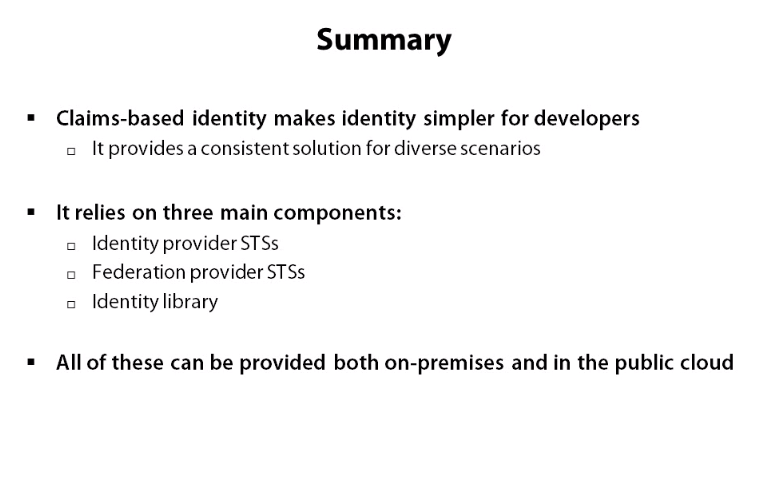 Summary
▪ Claims-based identity makes identity simpler for developers
▫ It provides a consistent solution for diverse scenarios
▪ It relies on three main components:
▫ Identity provider STSs
▫ Federation provider STSs
▫ Identity library
▪ All of these can be provided both on-premises and in the public cloud